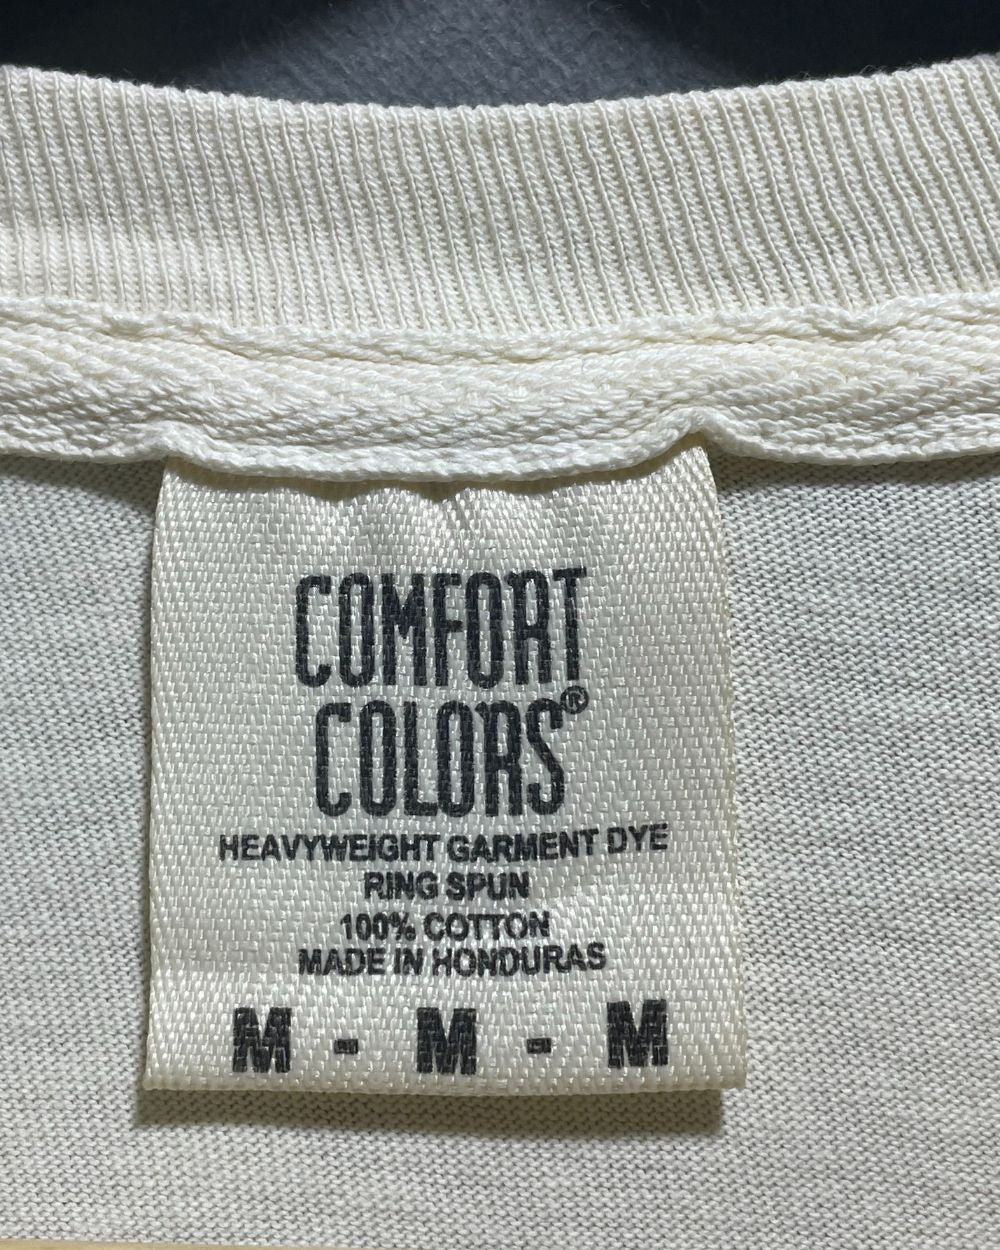 COMFORT
COLORS®
HEAVYWEIGHT GARMENT DYE
RING SPUN
100% COTTON
MADE IN HONDURAS
M - M - M